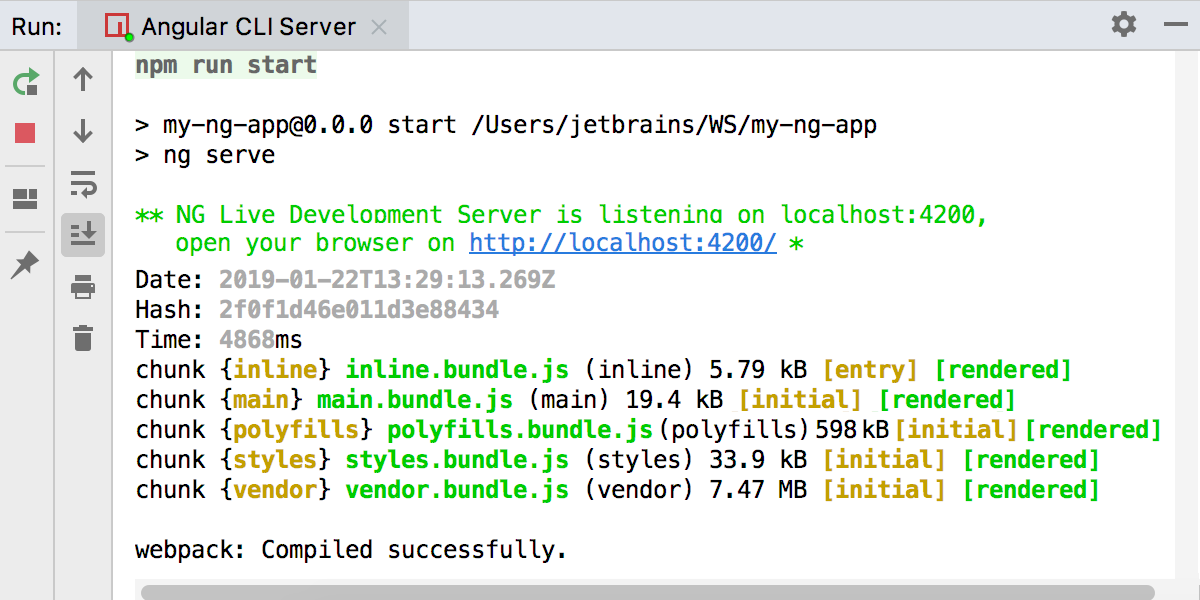 Run: Angular CLI Server
npm run start
> my-ng-app@0.0.0 start /Users/jetbrains/WS/my-ng-app
> ng serve
** NG Live Development Server is listening on localhost:4200,
open your browser on http://localhost:4200/ *
Date: 2019-01-22T13:29:13.269Z
Hash: 2f0f1d46e011d3e88434
Time: 4868ms
chunk {inline} inline.bundle.js (inline) 5.79 kB [entry] [rendered]
chunk {main} main.bundle.js (main) 19.4 kB [initial] [rendered]
chunk {polyfills} polyfills.bundle.js (polyfills) 598 kB [initial] [rendered]
chunk {styles} styles.bundle.js (styles) 33.9 kB [initial] [rendered]
chunk {vendor} vendor.bundle.js (vendor) 7.47 MB [initial] [rendered]
webpack: Compiled successfully.